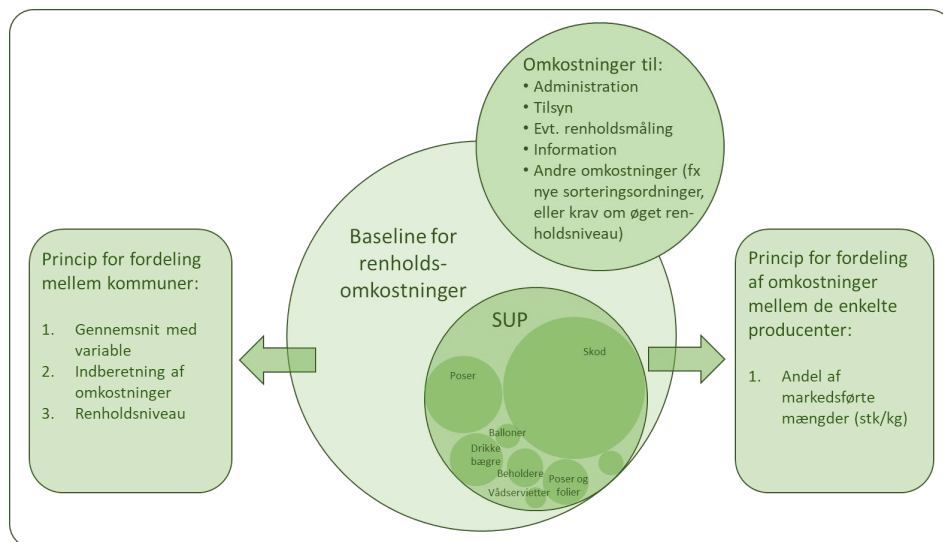 Omkostninger til:
• Administration
• Tilsyn
• Evt. renholdsmåling
• Information
• Andre omkostninger (fx
nye sorteringsordninger,
eller krav om øget ren-
holdsniveau)
Princip for fordeling
mellem kommuner:
1. Gennemsnit med
variable
2. Indberetning af
omkostninger
3. Renholdsniveau
Baseline for
renholds-
omkostninger
SUP
Skod
Poser
Balloner
Drikke
bægre
Beholdere
Vådservietter
Poser og
folier
Princip for fordeling
af omkostninger
mellem de enkelte
producenter:
1. Andel af
markedsførte
mængder (stk/kg)